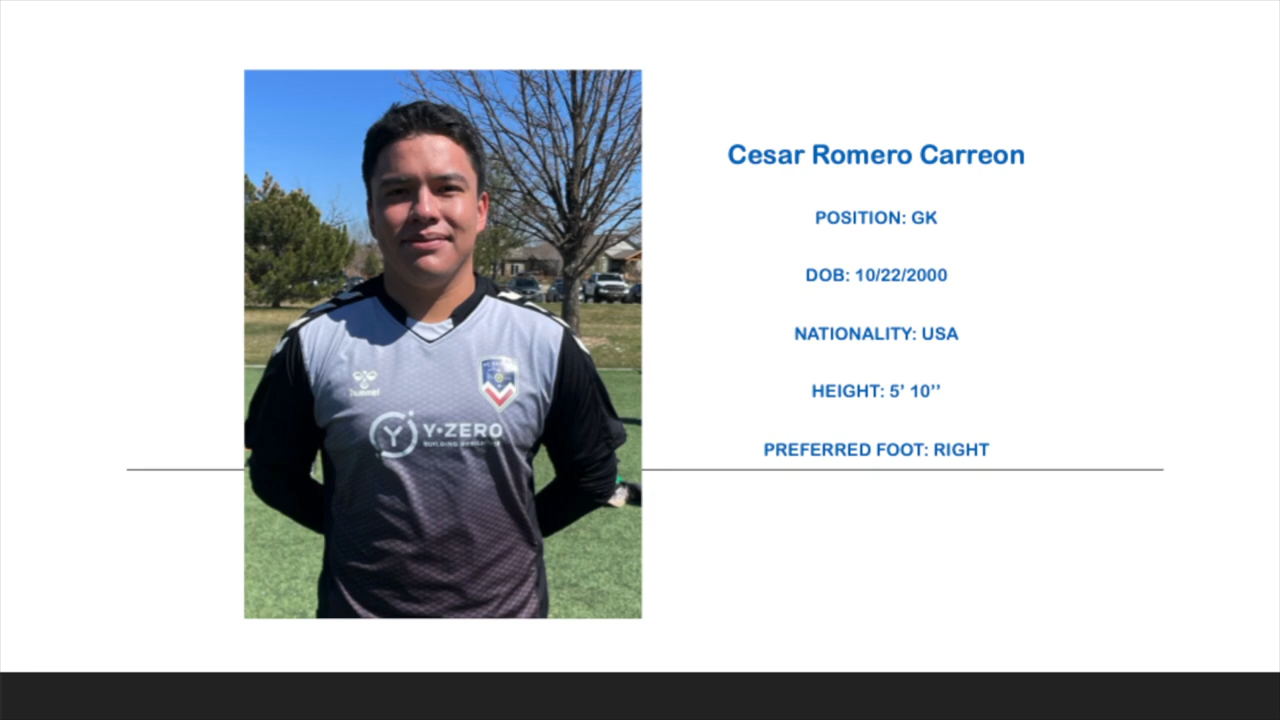 Cesar Romero Carreon
POSITION: GK
DOB: 10/22/2000
NATIONALITY: USA
HEIGHT: 5’ 10’’
PREFERRED FOOT: RIGHT
hummel
Y•ZERO